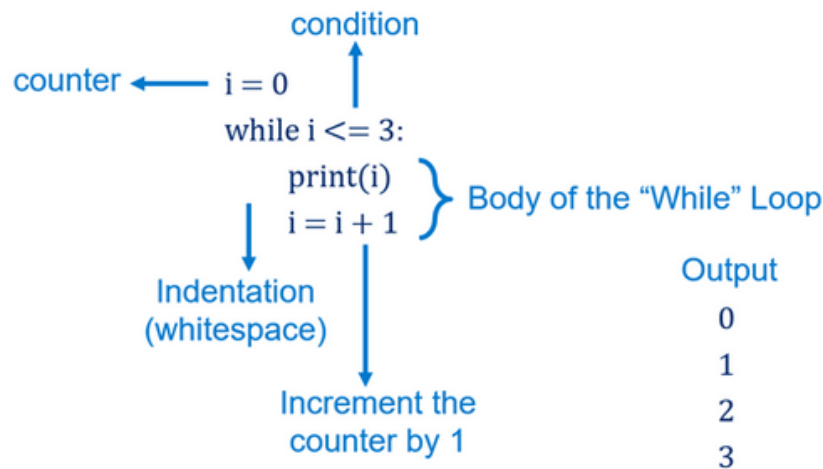 condition
counter
i = 0
while i <= 3:
print(i)
i = i + 1
Body of the “While” Loop
Indentation
(whitespace)
Increment the
counter by 1
Output
0
1
2
3